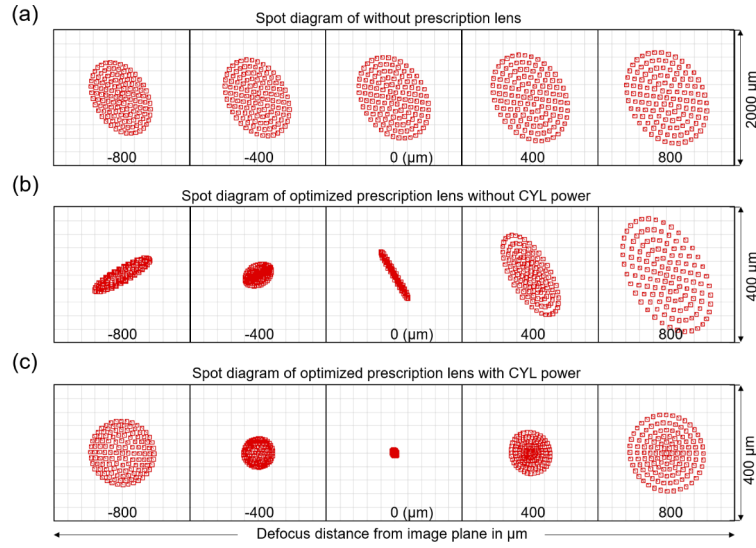 (a)
Spot diagram of without prescription lens
-800 -400 0 (μm) 400 800
2000 μm
(b)
Spot diagram of optimized prescription lens without CYL power
-800 -400 0 (μm) 400 800
400 μm
(c)
Spot diagram of optimized prescription lens with CYL power
-800 -400 0 (μm) 400 800
400 μm
Defocus distance from image plane in μm